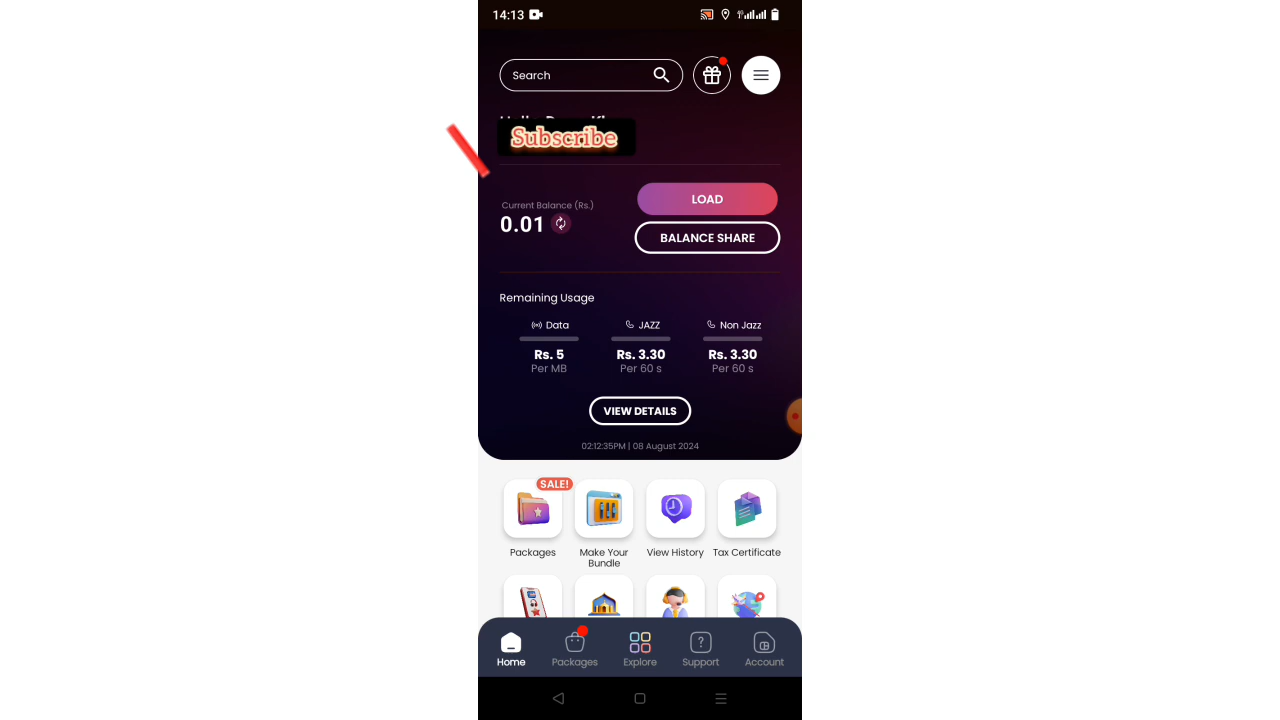 14:13
Search
Subscribe
Current Balance (Rs.)
0.01
LOAD
BALANCE SHARE
Remaining Usage
Data JAZZ Non Jazz
Rs. 5 Rs. 3.30 Rs. 3.30
Per MB Per 60 s Per 60 s
VIEW DETAILS
02:12:35PM | 08 August 2024
SALE!
Packages Make Your Bundle View History Tax Certificate
Home Packages Explore Support Account